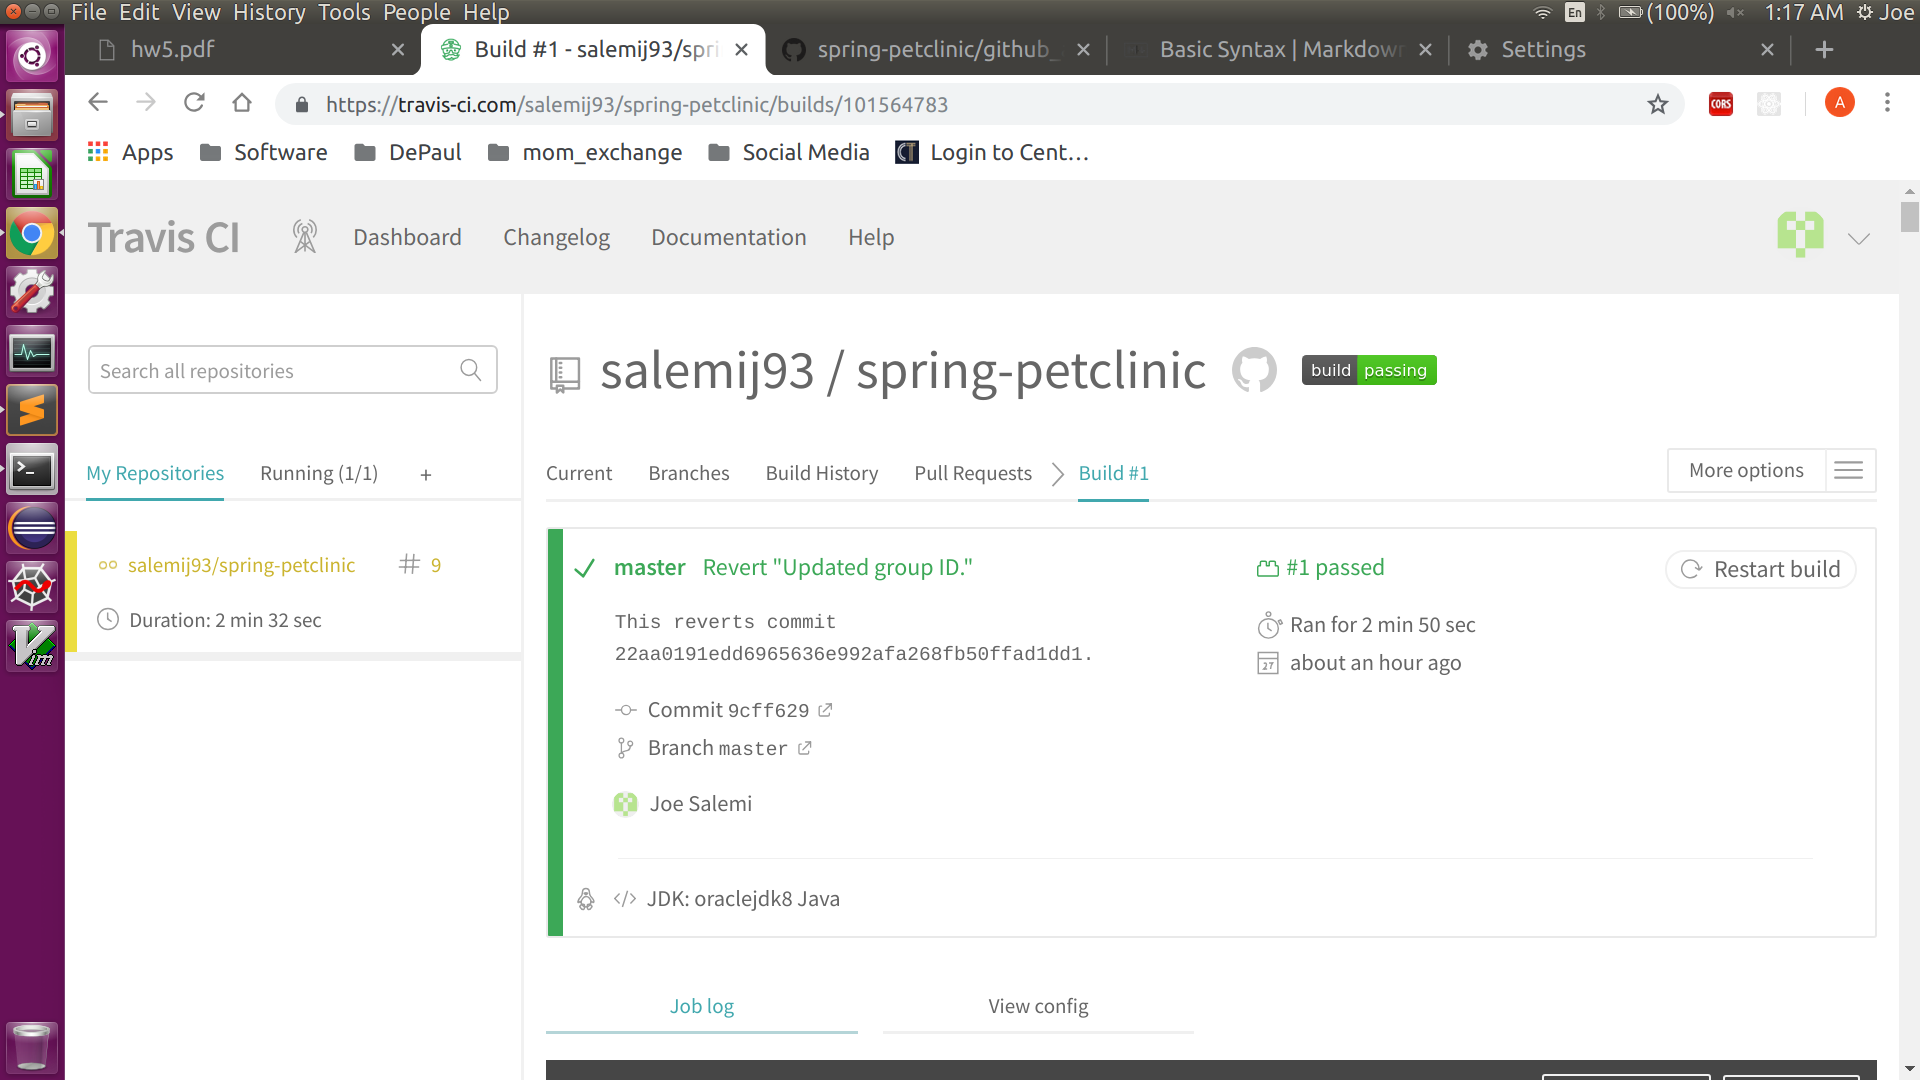 File Edit View History Tools People Help
En (100%) 1:17 AM Joe
hw5.pdf
Build #1 - salemij93/spri
spring-petclinic/github_
Basic Syntax | Markdown
Settings
https://travis-ci.com/salemij93/spring-petclinic/builds/101564783
CORS
A
Apps Software DePaul mom_exchange Social Media Login to Cent...
Travis CI Dashboard Changelog Documentation Help
Search all repositories
My Repositories Running (1/1) +
salemij93/spring-petclinic # 9
Duration: 2 min 32 sec
salemij93 / spring-petclinic build passing
Current Branches Build History Pull Requests Build #1
More options
master Revert "Updated group ID."
This reverts commit
22aa0191edd6965636e992afa268fb50ffad1dd1.
Commit 9cff629
Branch master
Joe Salemi
#1 passed
Ran for 2 min 50 sec
27 about an hour ago
Restart build
</> JDK: oraclejdk8 Java
Job log View config
Vim